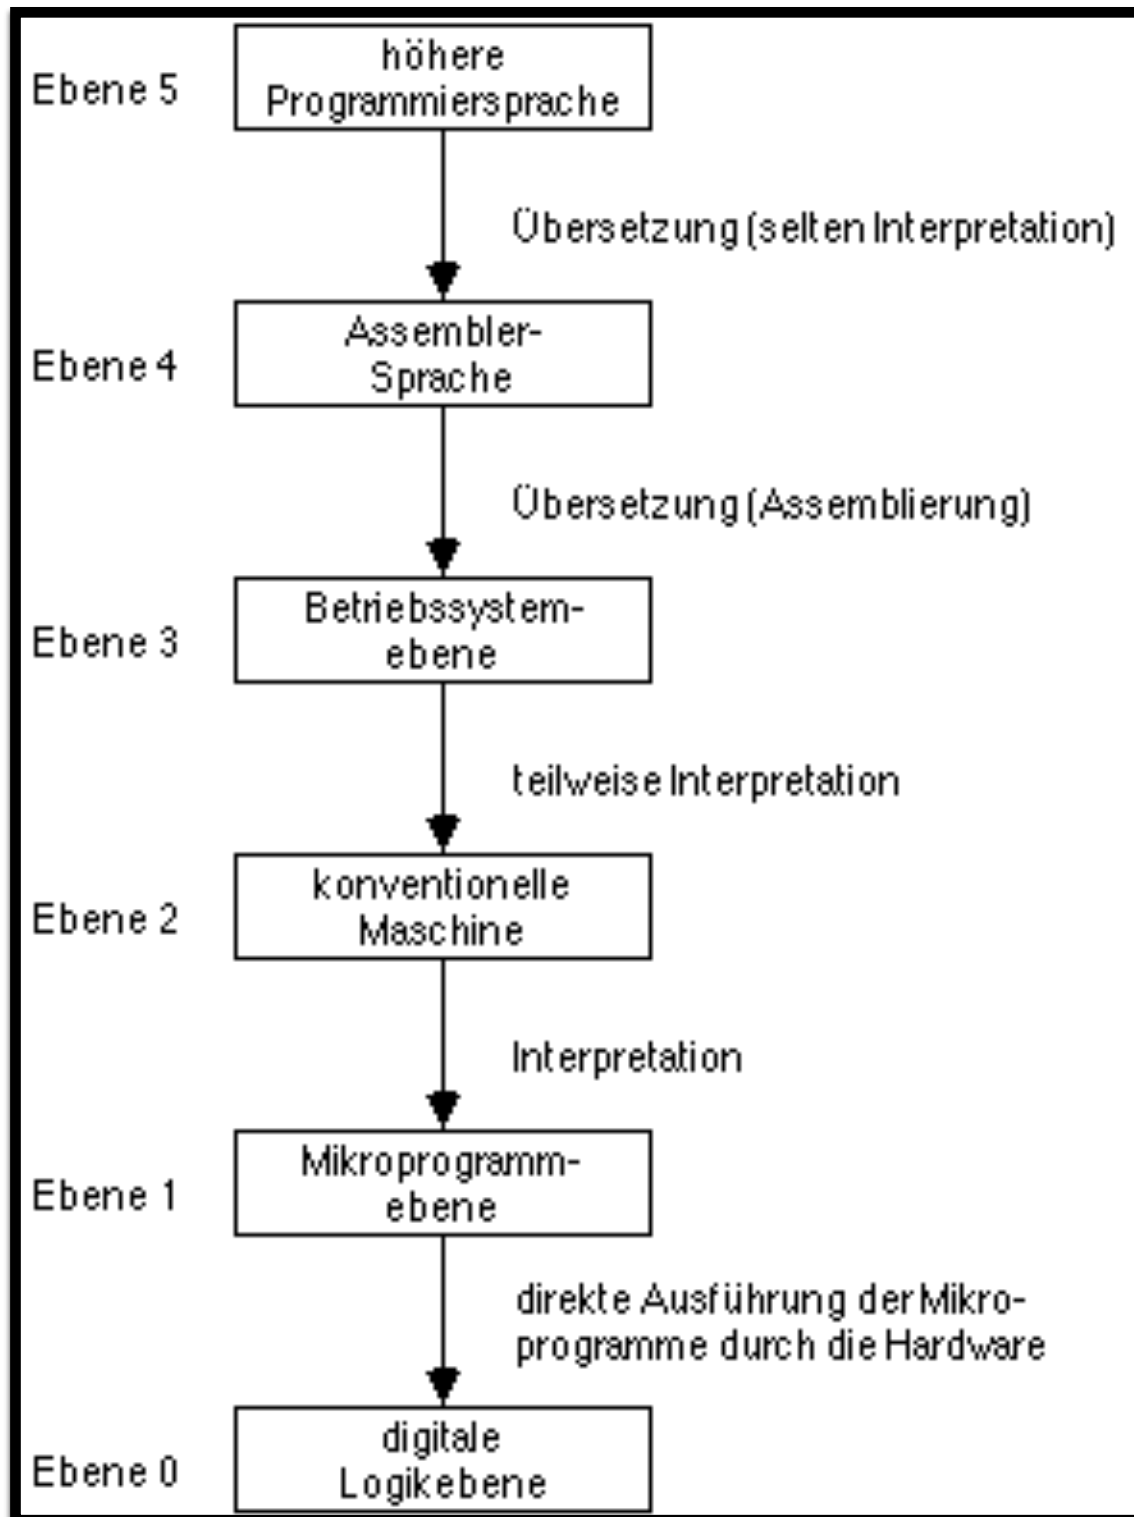 höhere
Ebene 5
Programmiersprache
Übersetzung (selten Interpretation)
Assembler-
Ebene 4
Sprache
Übersetzung (Assemblierung)
Betriebssystem-
Ebene 3
ebene
teilweise Interpretation
konventionelle
Ebene 2
Maschine
Interpretation
Mikroprogramm-
Ebene 1
ebene
direkte Ausführung der Mikro-
programme durch die Hardware
digitale
Ebene 0
Logikebene